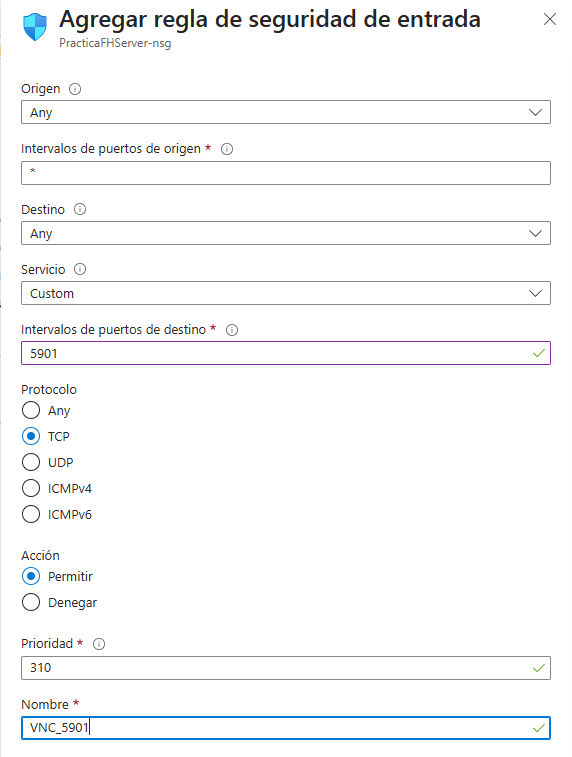 Agregar regla de seguridad de entrada
PracticaFHServer-nsg
Origen
Any
Intervalos de puertos de origen *
*
Destino
Any
Servicio
Custom
Intervalos de puertos de destino *
5901
Protocolo
Any
TCP
UDP
ICMPv4
ICMPv6
Acción
Permitir
Denegar
Prioridad *
310
Nombre *
VNC_5901